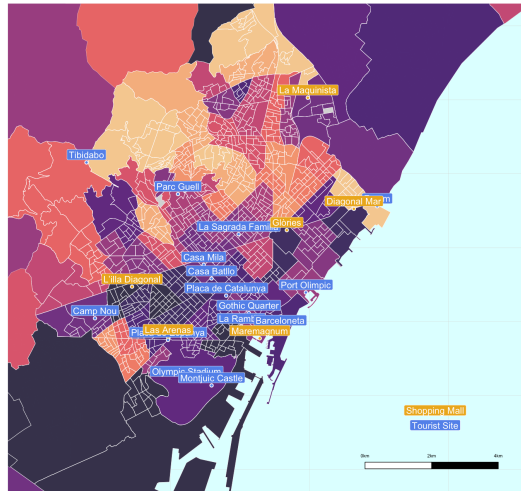 La Maquinista
Tibidabo
Parc Guell
Diagonal Mar
La Sagrada Familia
Glòries
Casa Mila
Casa Batllo
L'illa Diagonal
Placa de Catalunya
Port Olimpic
Camp Nou
Gothic Quarter
La Ramb
Barceloneta
Las Arenas
Maremagnum
Olympic Stadium
Montjuic Castle
Shopping Mall
Tourist Site
0km 2km 4km